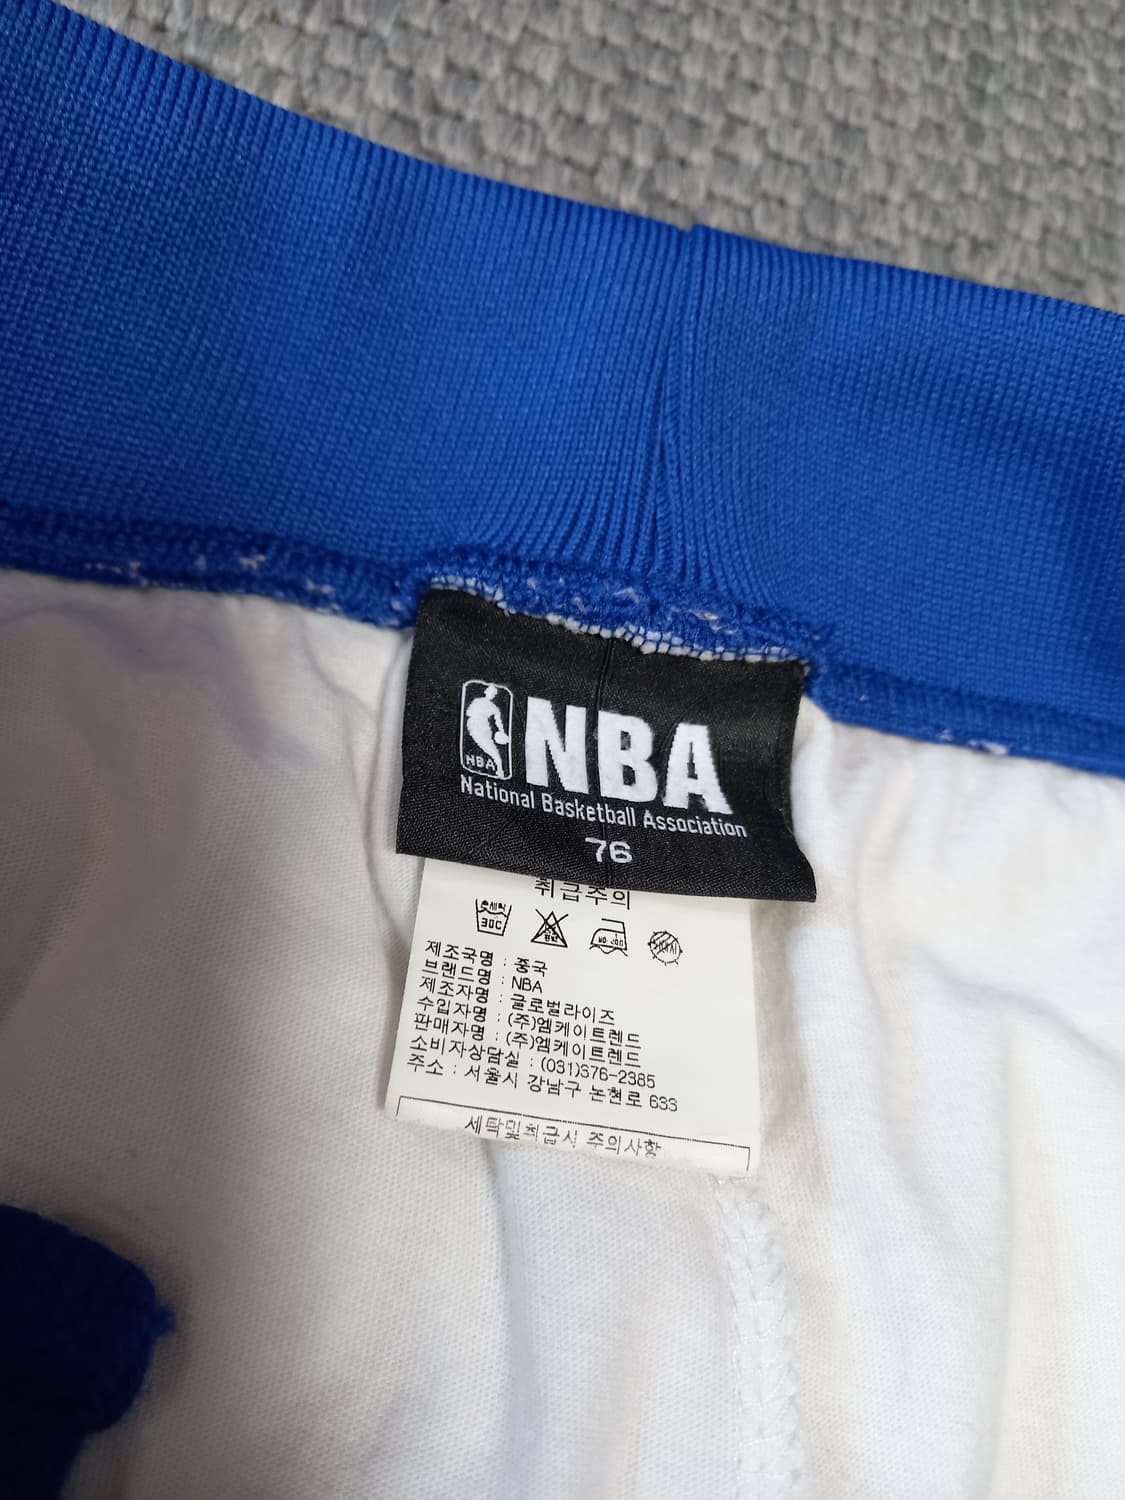 NBA
NBA
National Basketball Association
76
취급주의
30C
제조국명 : 중국
브랜드명 : NBA
제조자명 : 글로벌라이즈
수입자명 : (주)엠케이트렌드
판매자명 : (주)엠케이트렌드
소비자상담실 : (031)376-2385
주소 : 서울시 강남구 논현로 633
세탁및취급시 주의사항